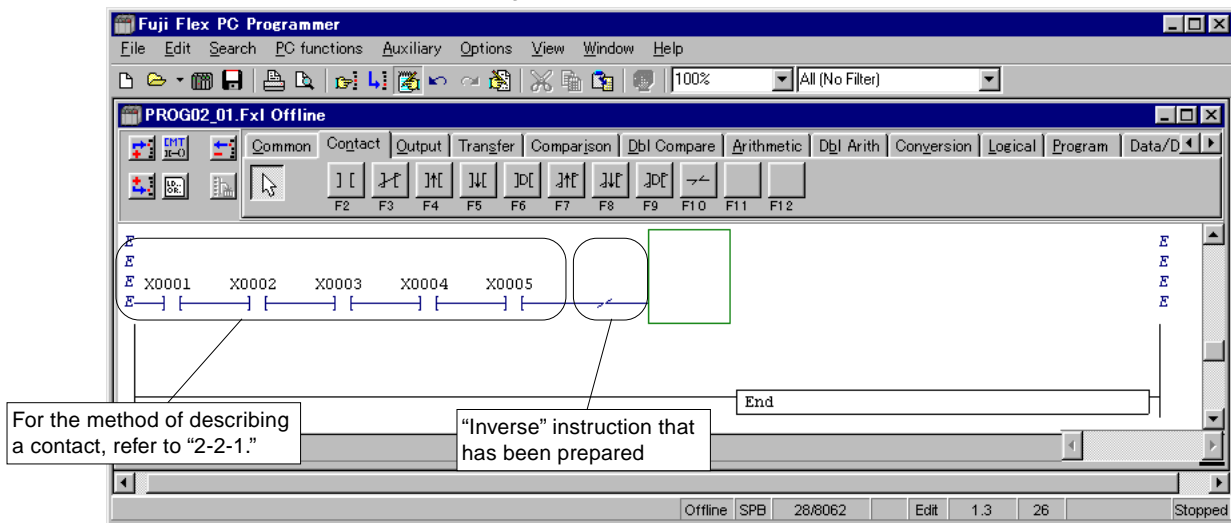 Fuji Flex PC Programmer
File Edit Search PC functions Auxiliary Options View Window Help
100% All (No Filter)
PROG02_01.Fxl Offline
CMT
Common Contact Output Transfer Comparison Dbl Compare Arithmetic Dbl Arith Conversion Logical Program Data/D
LD..
OR.
F2 F3 F4 F5 F6 F7 F8 F9 F10 F11 F12
E E
E E
E X0001 X0002 X0003 X0004 X0005 E
E E
End
For the method of describing
a contact, refer to “2-2-1.”
“Inverse” instruction that
has been prepared
Offline SPB 28/8062 Edit 1.3 26 Stopped